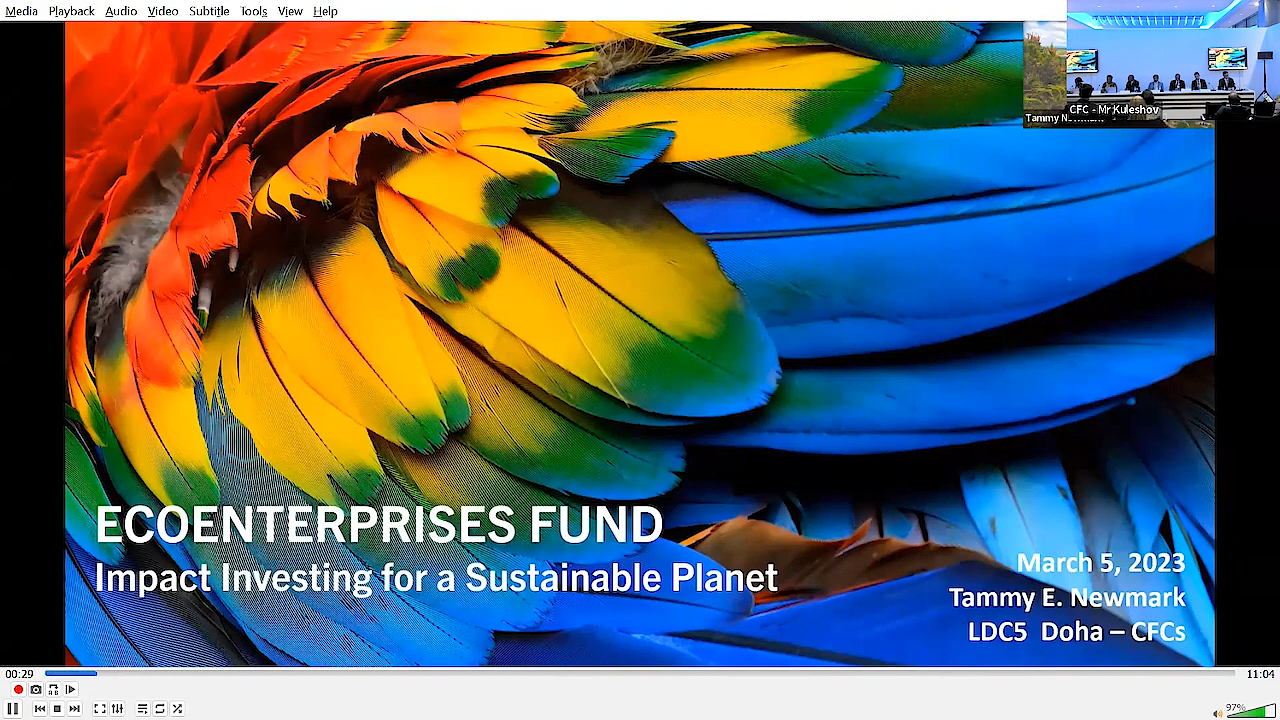 Media Playback Audio Video Subtitle Tools View Help
CFC - Mr Kuleshov
Tammy
ECOENTERPRISES FUND
Impact Investing for a Sustainable Planet
March 5, 2023
Tammy E. Newmark
LDC5 Doha – CFCs
00:29
11:04
97%